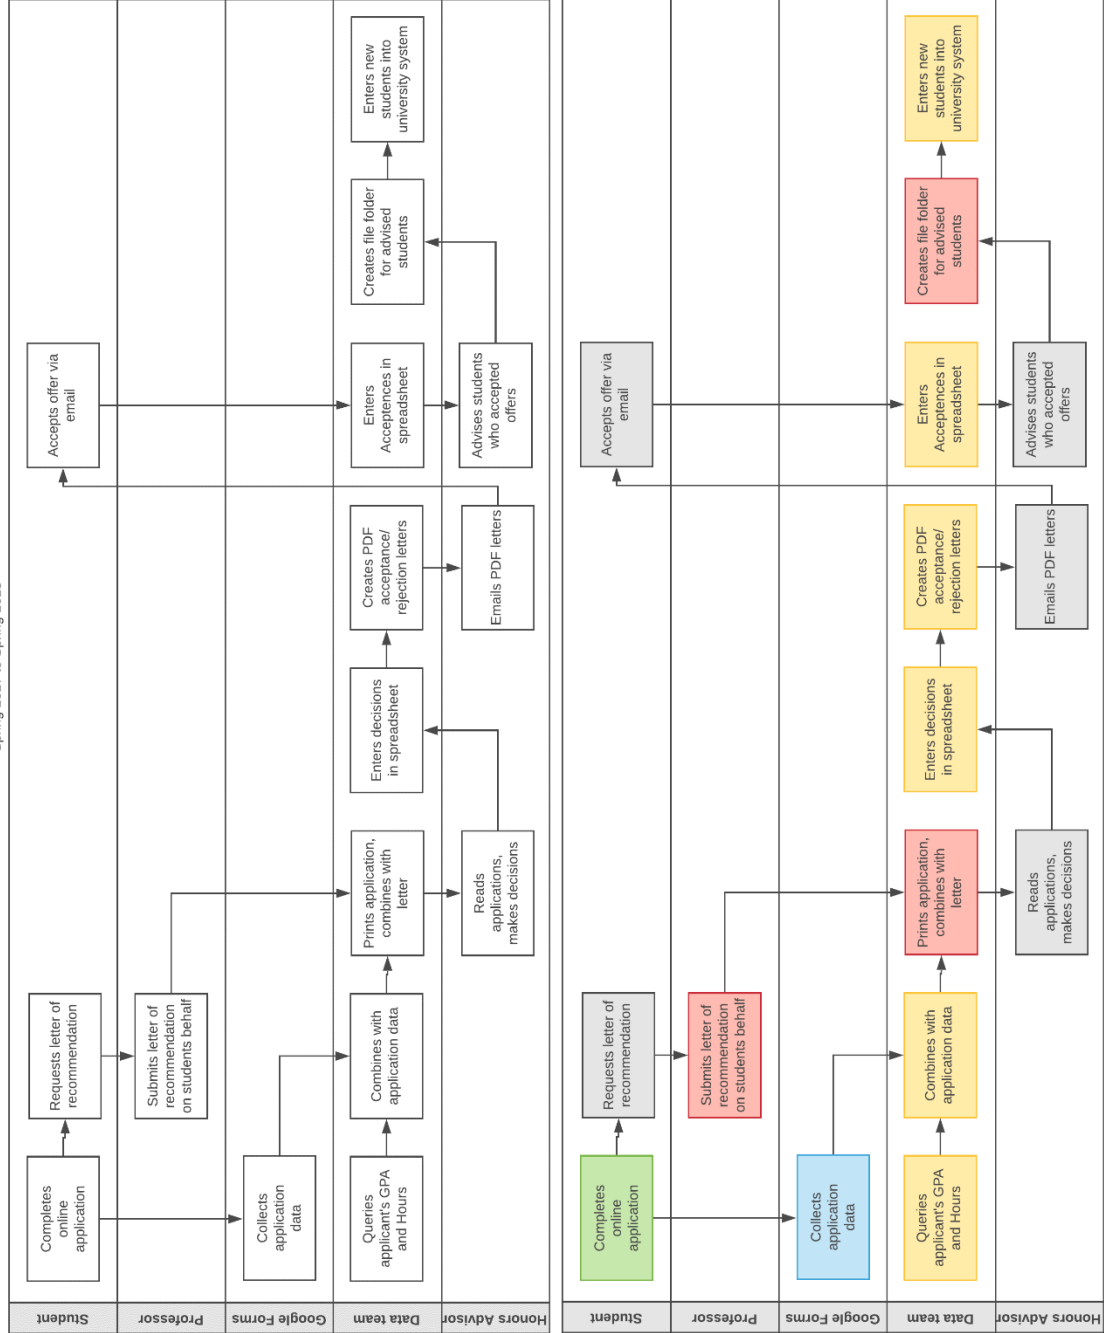 Student
Completes
online
application
Requests letter of
recommendation
Accepts offer via
email
Professor
Submits letter of
recommendation
on students behalf
Google Forms
Collects
application
data
Data team
Queries
applicant's GPA
and Hours
Combines with
application data
Prints application,
combines with
letter
Enters decisions
in spreadsheet
Creates PDF
acceptance/
rejection letters
Enters
Acceptences in
spreadsheet
Creates file folder
for advised
students
Enters new
students into
university system
Honors Advisor
Reads
applications,
makes decisions
Emails PDF letters
Advises students
who accepted
offers
Student
Completes
online
application
Requests letter of
recommendation
Accepts offer via
email
Professor
Submits letter of
recommendation
on students behalf
Google Forms
Collects
application
data
Data team
Queries
applicant's GPA
and Hours
Combines with
application data
Prints application,
combines with
letter
Enters decisions
in spreadsheet
Creates PDF
acceptance/
rejection letters
Enters
Acceptences in
spreadsheet
Creates file folder
for advised
students
Enters new
students into
university system
Honors Advisor
Reads
applications,
makes decisions
Emails PDF letters
Advises students
who accepted
offers